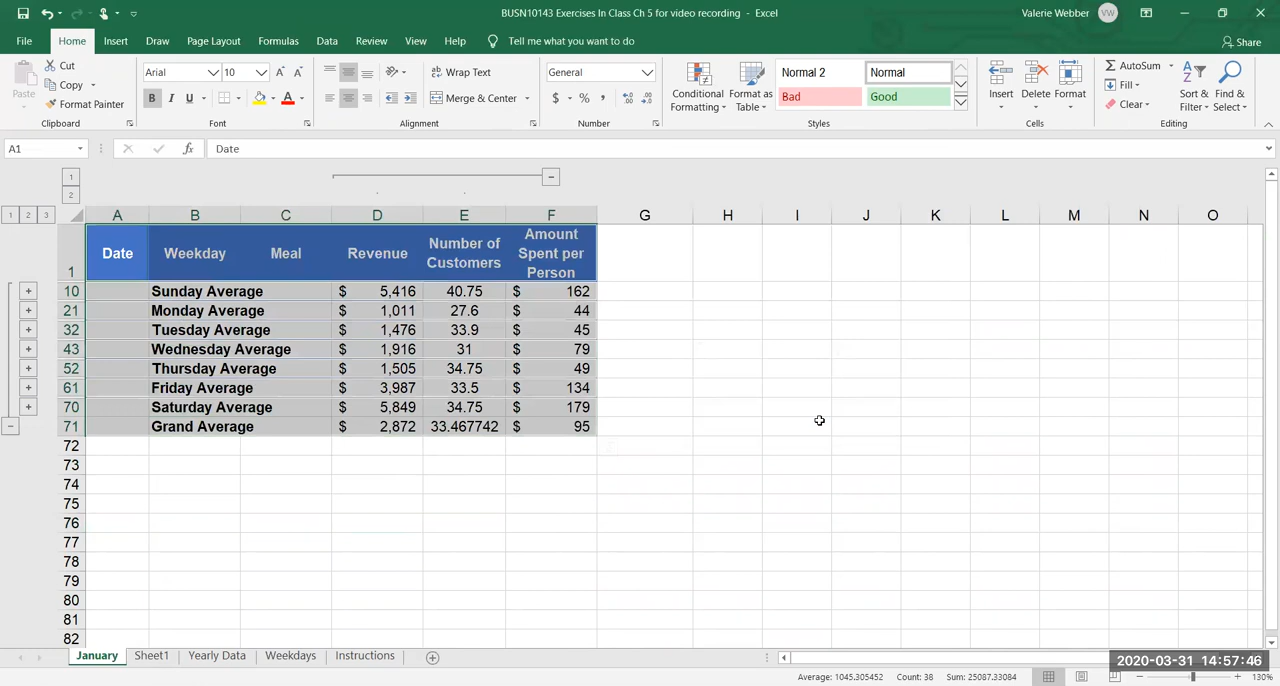 BUSN10143 Exercises In Class Ch 5 for video recording - Excel
Valerie Webber VW
File Home Insert Draw Page Layout Formulas Data Review View Help Tell me what you want to do Share
Paste
Cut
Copy
Format Painter
Clipboard
Arial 10 A A
B I U A
Font
Wrap Text
Merge & Center
Alignment
General
$ % ,
Number
Conditional Formatting
Format as Table
Normal 2 Normal
Bad Good
Styles
Insert Delete Format
Cells
AutoSum
Fill
Clear
Sort & Filter
Find & Select
Editing
A1 fx Date
1
2
1 2 3 A B C D E F G H I J K L M N O
1 Date Weekday Meal Revenue Number of Customers Amount Spent per Person
10 Sunday Average $ 5,416 40.75 $ 162
21 Monday Average $ 1,011 27.6 $ 44
32 Tuesday Average $ 1,476 33.9 $ 45
43 Wednesday Average $ 1,916 31 $ 79
52 Thursday Average $ 1,505 34.75 $ 49
61 Friday Average $ 3,987 33.5 $ 134
70 Saturday Average $ 5,849 34.75 $ 179
71 Grand Average $ 2,872 33.467742 $ 95
72
73
74
75
76
77
78
79
80
81
82
January Sheet1 Yearly Data Weekdays Instructions
2020-03-31 14:57:46
Average: 1045.305452 Count: 38 Sum: 25087.33084 130%